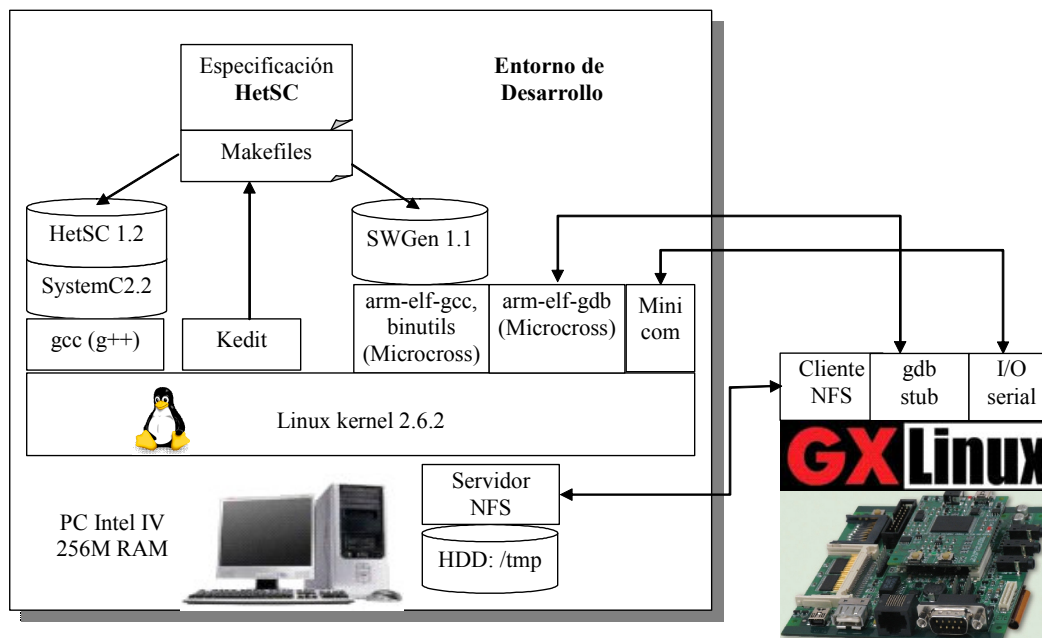 Especificación
HetSC
Entorno de
Desarrollo
Makefiles
HetSC 1.2
SystemC2.2
gcc (g++)
Kedit
SWGen 1.1
arm-elf-gcc,
binutils
(Microcross)
arm-elf-gdb
(Microcross)
Mini
com
Linux kernel 2.6.2
Cliente
NFS
gdb
stub
I/O
serial
GXLinux
PC Intel IV
256M RAM
Servidor
NFS
HDD: /tmp